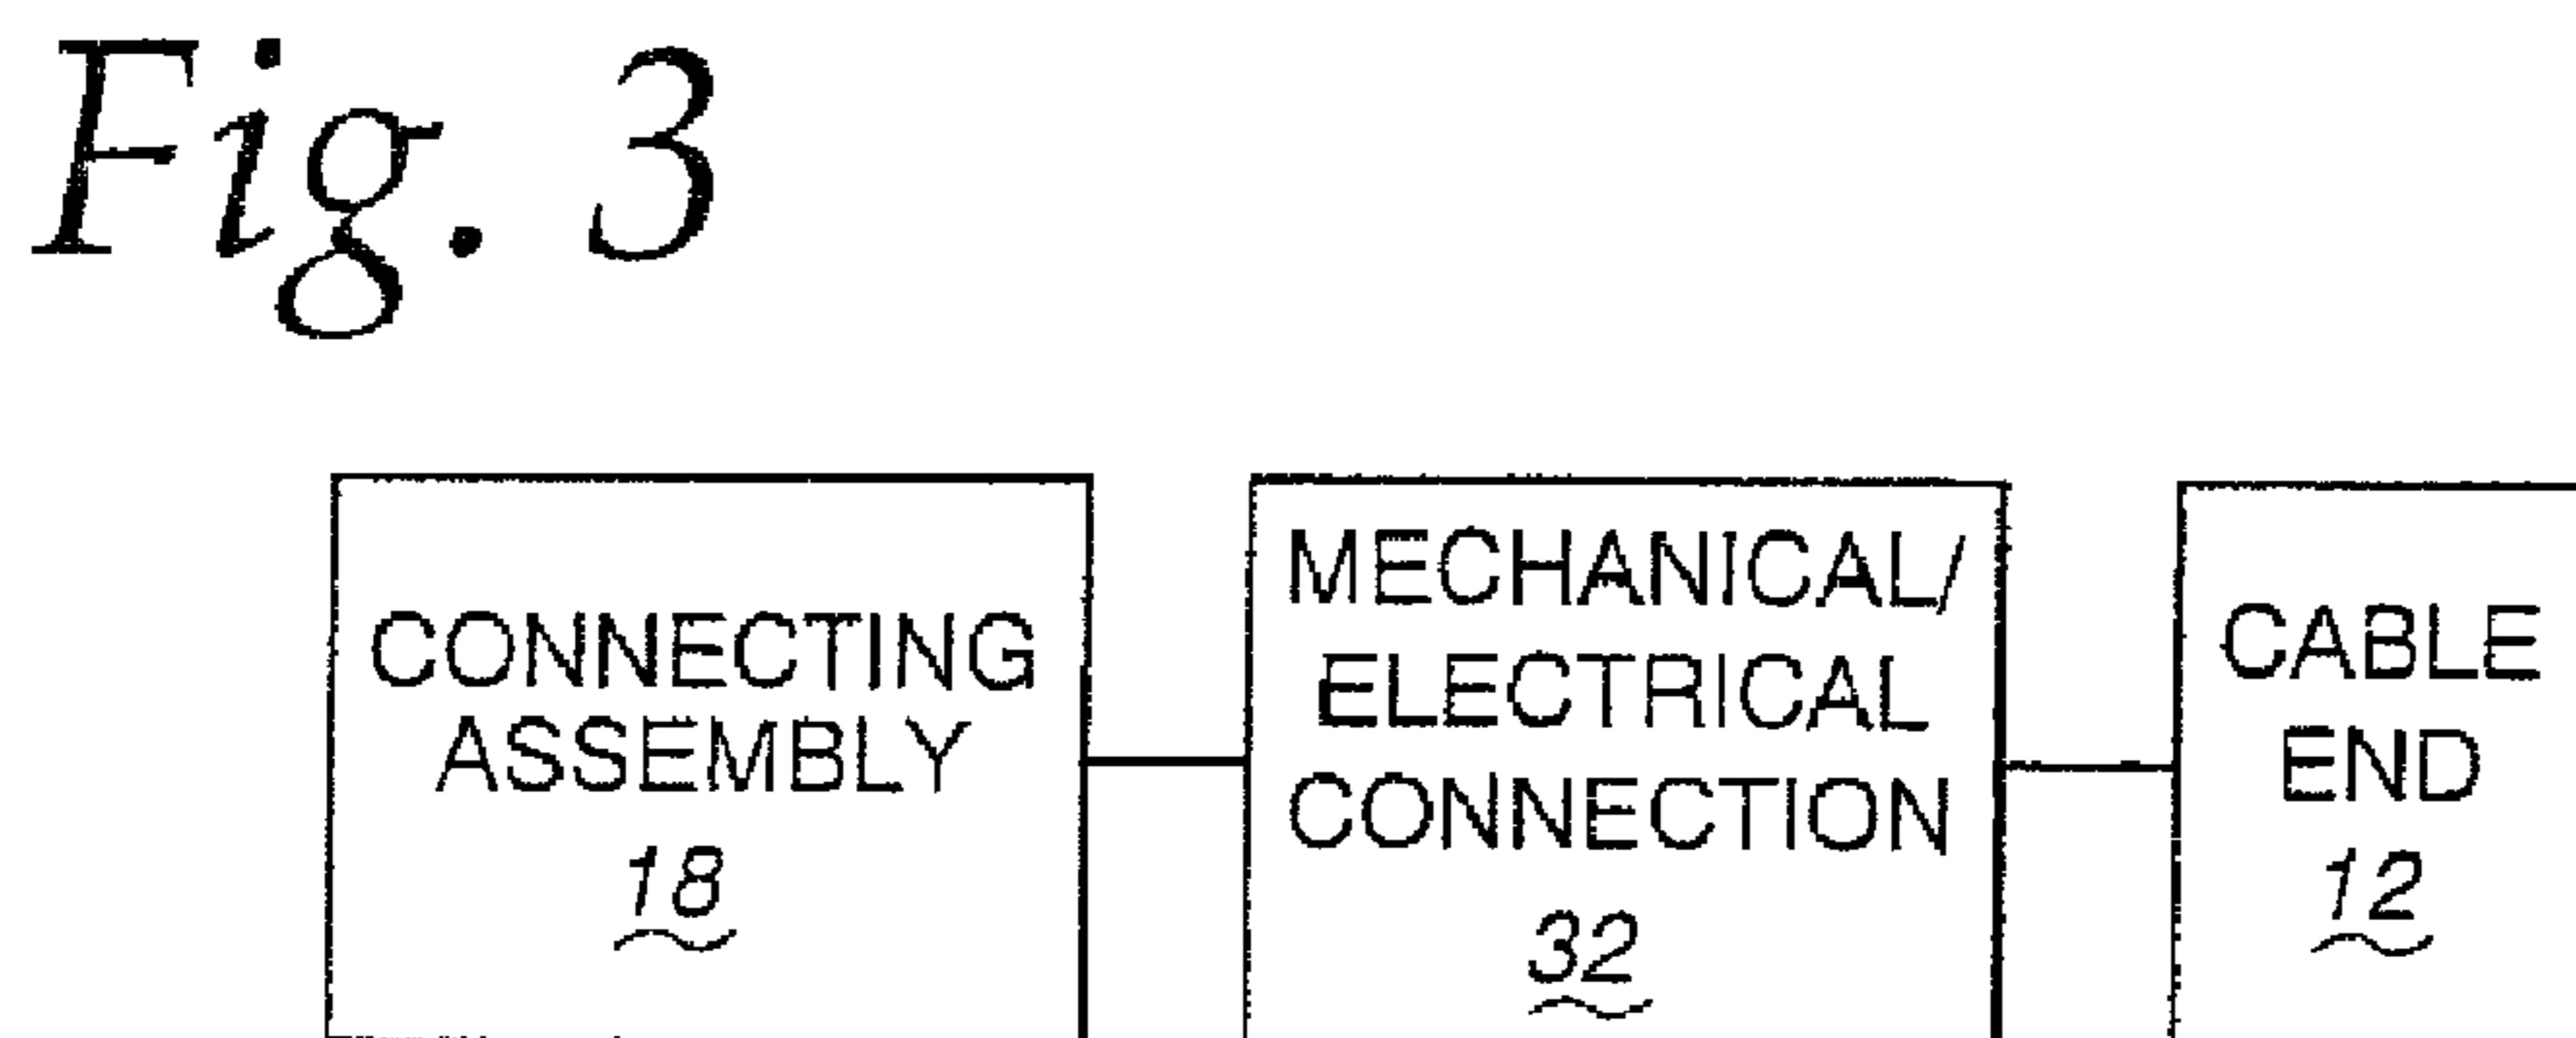 Fig. 3
CONNECTING
ASSEMBLY
18
MECHANICAL/
ELECTRICAL
CONNECTION
32
CABLE
END
12